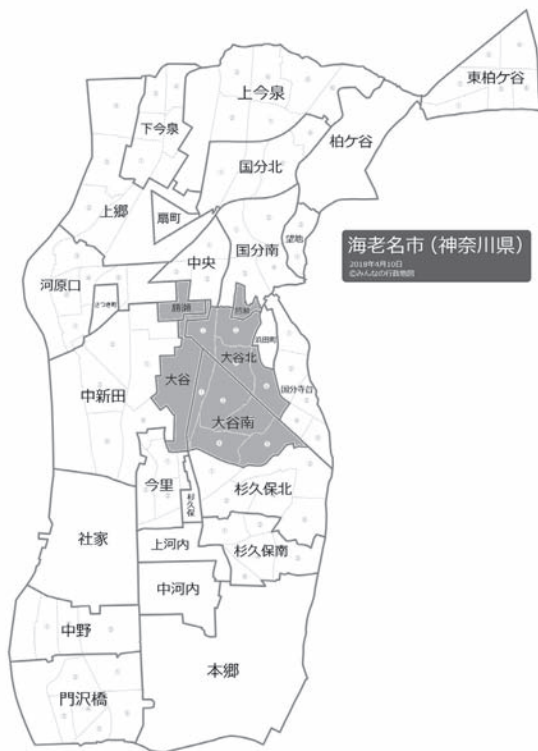 東柏ケ谷
上今泉
下今泉
柏ケ谷
国分北
上郷
扇町
国分南
望地
海老名市（神奈川県）
2018年4月10日
©みんなの行政地図
中央
河原口
さつき町
勝瀬
浜田町
大谷北
大谷
国分寺台
中新田
大谷南
今里
杉久保北
杉久保
社家
上河内
杉久保南
中河内
中野
本郷
門沢橋